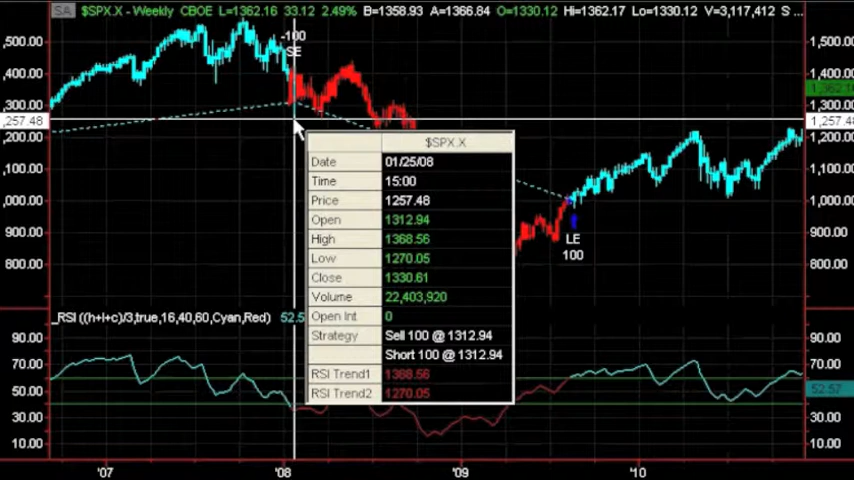 SA $SPX.X - Weekly CBOE L=1362.16 33.12 2.49% B=1358.93 A=1366.84 O=1330.12 Hi=1362.17 Lo=1330.12 V=3,117,412 S ...
,500.00 -100 1,500.00
SE
,400.00 1,400.00
,300.00 1,362.16
1,300.00
,257.48 1,257.48
,200.00 $SPX.X 1,200.00
Date 01/25/08
,100.00 Time 15:00 1,100.00
,000.00 Price 1257.48 1,000.00
Open 1312.94
900.00 High 1368.56 LE 900.00
Low 1270.05 100
800.00 800.00
Close 1330.61
Volume 22,403,920
_RSI ((h+l+c)/3,true,16,40,60,Cyan,Red) 52.5
Open Int 0
90.00 Strategy Sell 100 @ 1312.94 90.00
Short 100 @ 1312.94
70.00 RSI Trend1 1368.56 70.00
50.00 RSI Trend2 1270.05 52.57
30.00 30.00
10.00 10.00
'07 '08 '09 '10